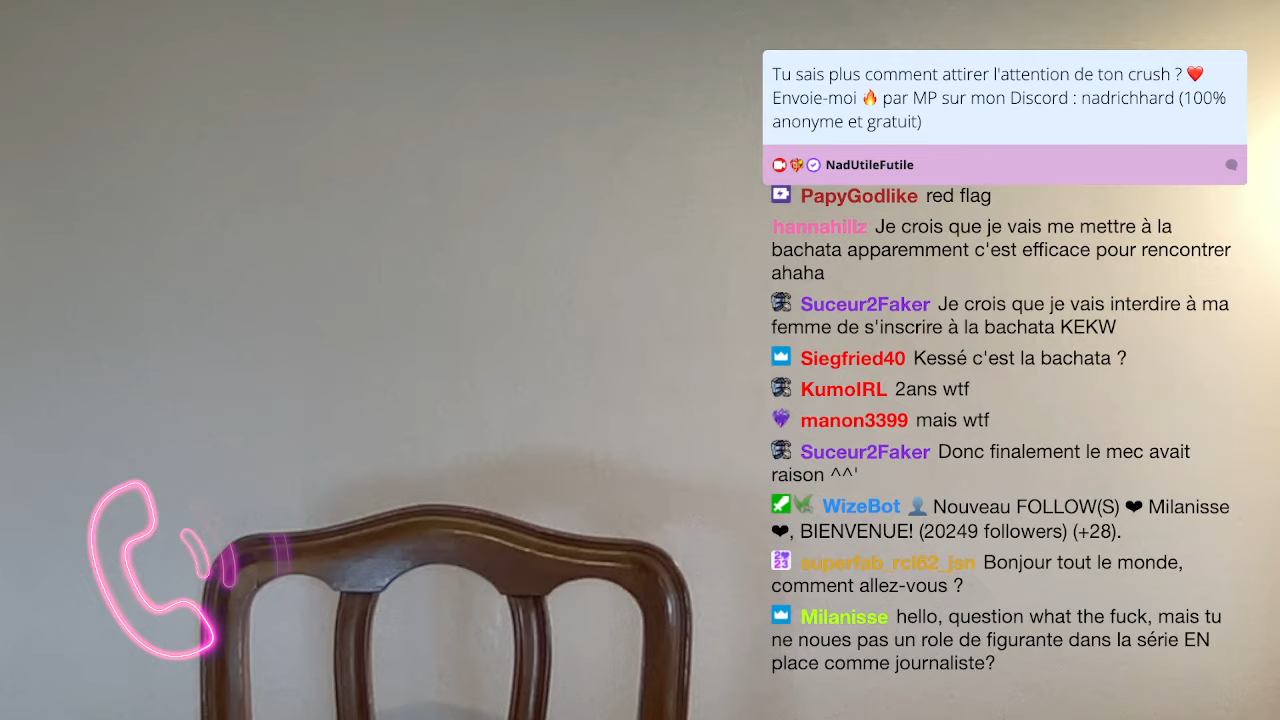 Tu sais plus comment attirer l'attention de ton crush ? ❤️
Envoie-moi 🔥 par MP sur mon Discord : nadrichhard (100%
anonyme et gratuit)
NadUtileFutile
PapyGodlike red flag
hannahillz Je crois que je vais me mettre à la
bachata apparemment c'est efficace pour rencontrer
ahaha
Suceur2Faker Je crois que je vais interdire à ma
femme de s'inscrire à la bachata KEKW
Siegfried40 Kessé c'est la bachata ?
KumoIRL 2ans wtf
manon3399 mais wtf
Suceur2Faker Donc finalement le mec avait
raison ^^'
WizeBot 👤 Nouveau FOLLOW(S) ❤ Milanisse
❤, BIENVENUE! (20249 followers) (+28).
superfab_rcl62_jsn Bonjour tout le monde,
comment allez-vous ?
Milanisse hello, question what the fuck, mais tu
ne noues pas un role de figurante dans la série EN
place comme journaliste?